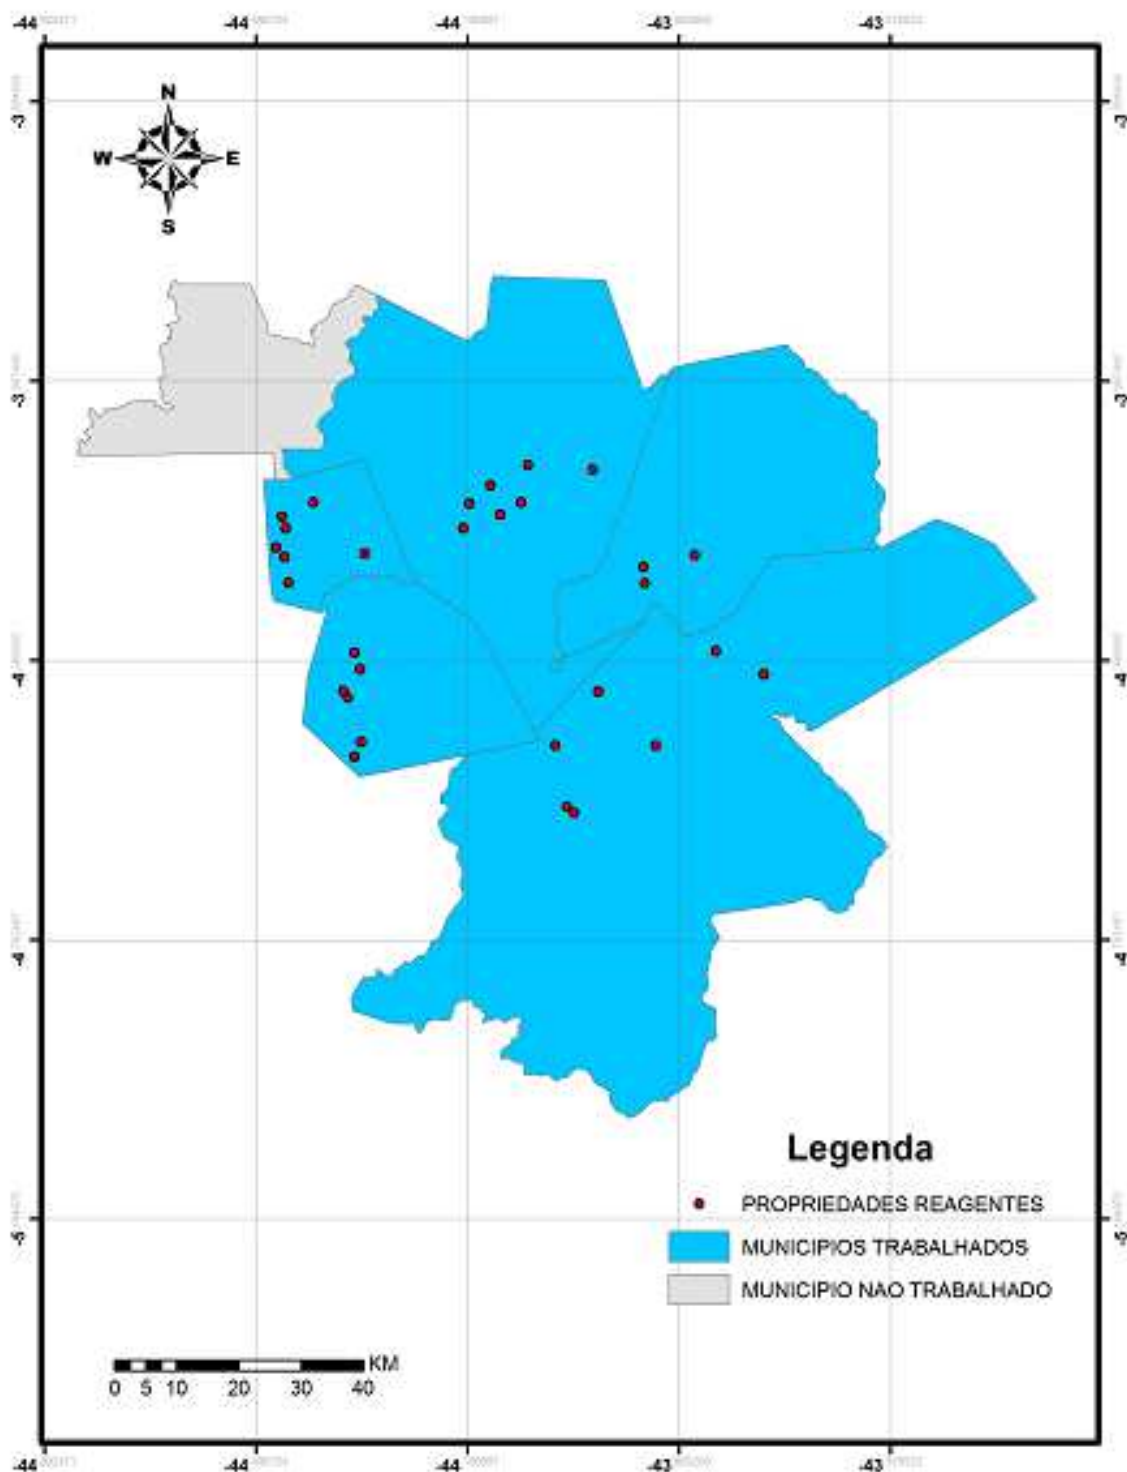 -44 -44 -44 -43 -43
N
W E
S
-3 -3
-3 -3
-4 -4
-4 -4
-5 -5
Legenda
PROPRIEDADES REAGENTES
MUNICIPIOS TRABALHADOS
MUNICIPIO NAO TRABALHADO
KM
0 5 10 20 30 40
-44 -44 -44 -43 -43